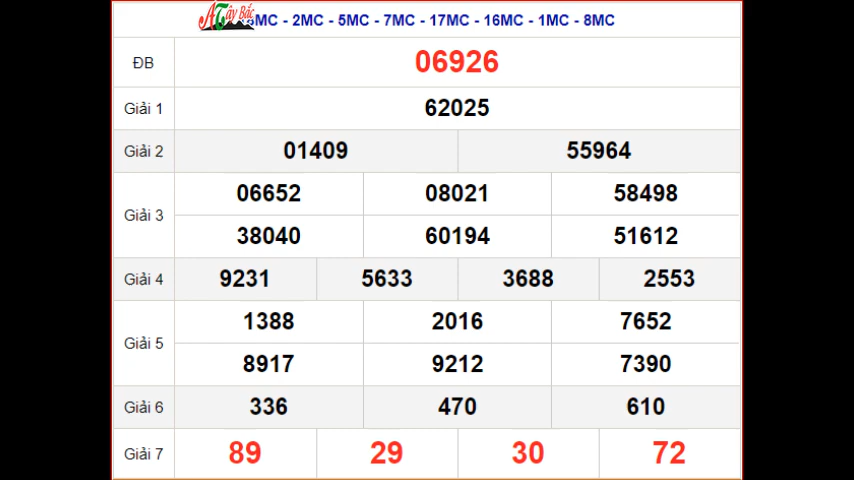 A Tây Bắc
MC - 2MC - 5MC - 7MC - 17MC - 16MC - 1MC - 8MC
ĐB 06926
Giải 1 62025
Giải 2 01409 55964
Giải 3
06652 08021 58498
38040 60194 51612
Giải 4 9231 5633 3688 2553
Giải 5
1388 2016 7652
8917 9212 7390
Giải 6 336 470 610
Giải 7 89 29 30 72